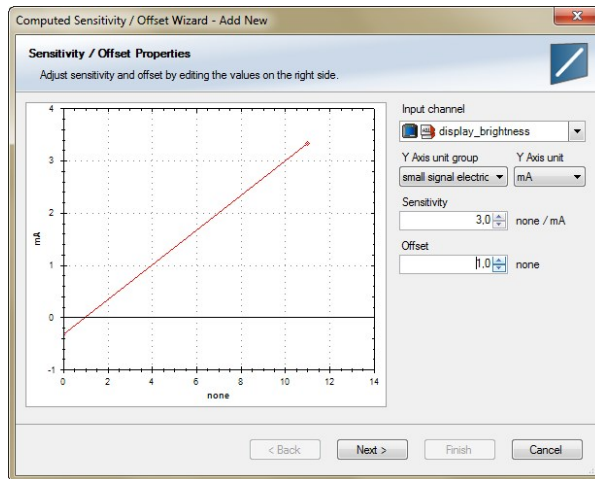 Computed Sensitivity / Offset Wizard - Add New
Sensitivity / Offset Properties
Adjust sensitivity and offset by editing the values on the right side.
4
3
2
1
0
-1
mA
0 2 4 6 8 10 12 14
none
Input channel
display_brightness
Y Axis unit group Y Axis unit
small signal electric mA
Sensitivity
3,0 none / mA
Offset
1,0 none
< Back Next > Finish Cancel